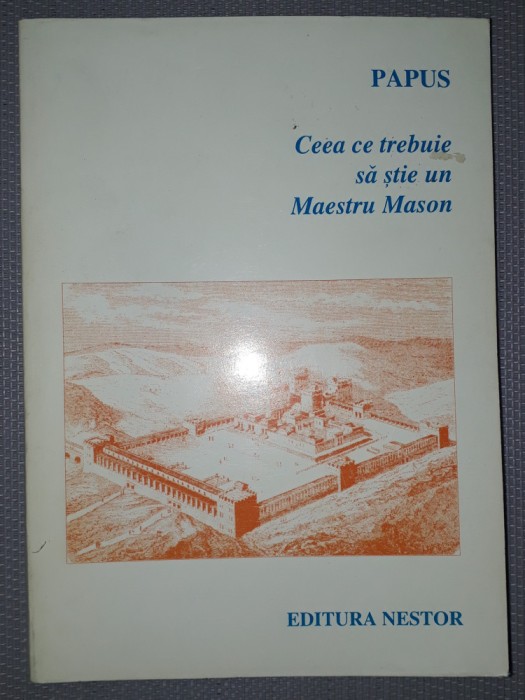 PAPUS
Ceea ce trebuie
să știe un
Maestru Mason
EDITURA NESTOR